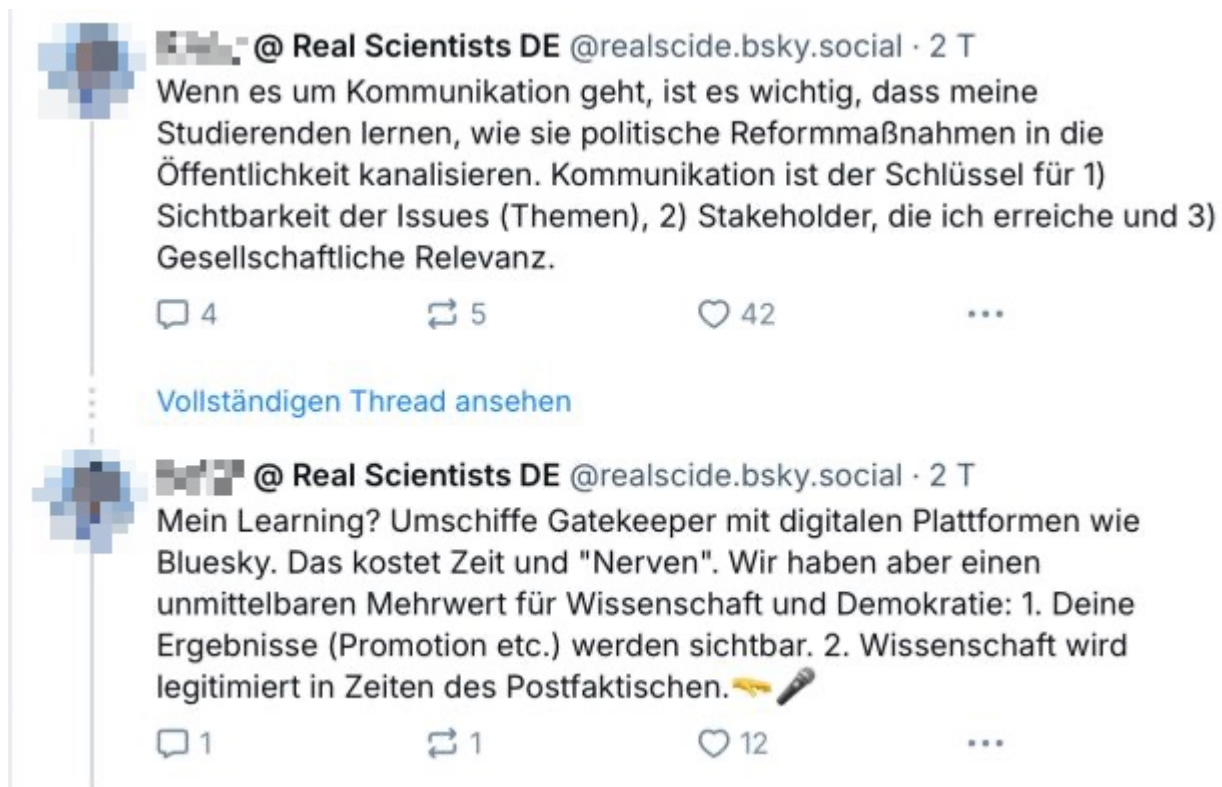 @ Real Scientists DE @realscide.bsky.social · 2 T
Wenn es um Kommunikation geht, ist es wichtig, dass meine
Studierenden lernen, wie sie politische Reformmaßnahmen in die
Öffentlichkeit kanalisieren. Kommunikation ist der Schlüssel für 1)
Sichtbarkeit der Issues (Themen), 2) Stakeholder, die ich erreiche und 3)
Gesellschaftliche Relevanz.
4 5 42
Vollständigen Thread ansehen
@ Real Scientists DE @realscide.bsky.social · 2 T
Mein Learning? Umschiffe Gatekeeper mit digitalen Plattformen wie
Bluesky. Das kostet Zeit und "Nerven". Wir haben aber einen
unmittelbaren Mehrwert für Wissenschaft und Demokratie: 1. Deine
Ergebnisse (Promotion etc.) werden sichtbar. 2. Wissenschaft wird
legitimiert in Zeiten des Postfaktischen.
1 1 12